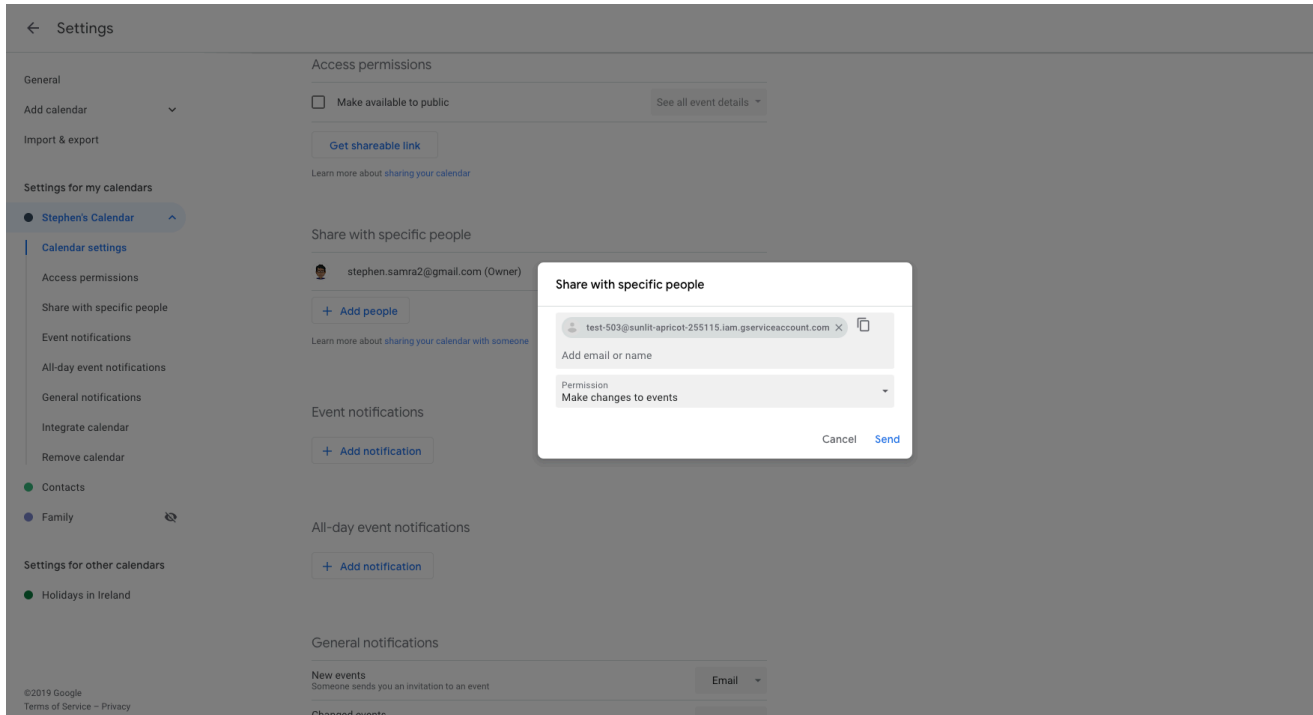 Settings
General
Add calendar
Import & export
Settings for my calendars
Stephen's Calendar
Calendar settings
Access permissions
Share with specific people
Event notifications
All-day event notifications
General notifications
Integrate calendar
Remove calendar
Contacts
Family
Settings for other calendars
Holidays in Ireland
©2019 Google
Terms of Service – Privacy
Access permissions
Make available to public
See all event details
Get shareable link
Learn more about sharing your calendar
Share with specific people
stephen.samra2@gmail.com (Owner)
+ Add people
Learn more about sharing your calendar with someone
Event notifications
+ Add notification
All-day event notifications
+ Add notification
General notifications
New events
Someone sends you an invitation to an event
Email
Changed events
Share with specific people
test-503@sunlit-apricot-255115.iam.gserviceaccount.com
Add email or name
Permission
Make changes to events
Cancel
Send